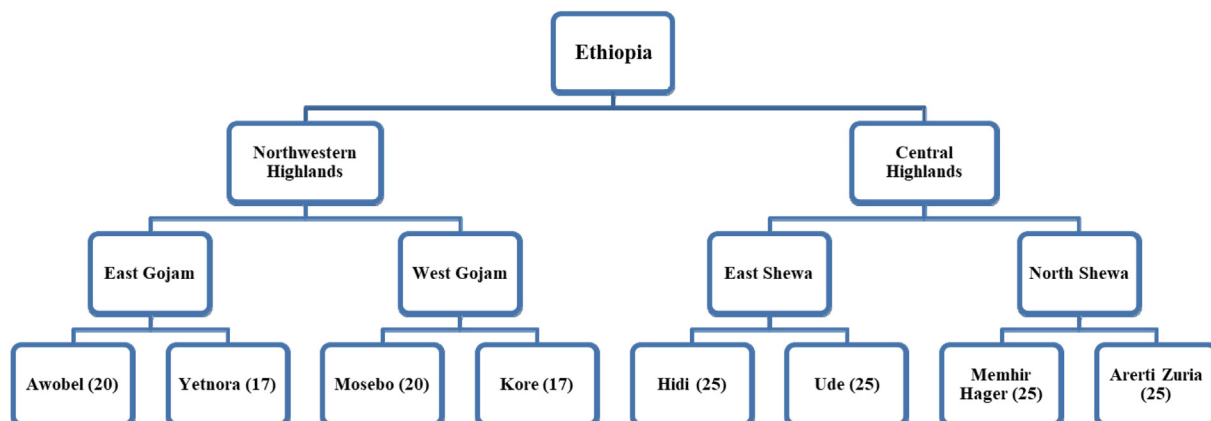 Ethiopia
Northwestern
Highlands
Central
Highlands
East Gojam
West Gojam
East Shewa
North Shewa
Awobel (20)
Yetnora (17)
Mosebo (20)
Kore (17)
Hidi (25)
Ude (25)
Memhir
Hager (25)
Arerti Zuria
(25)